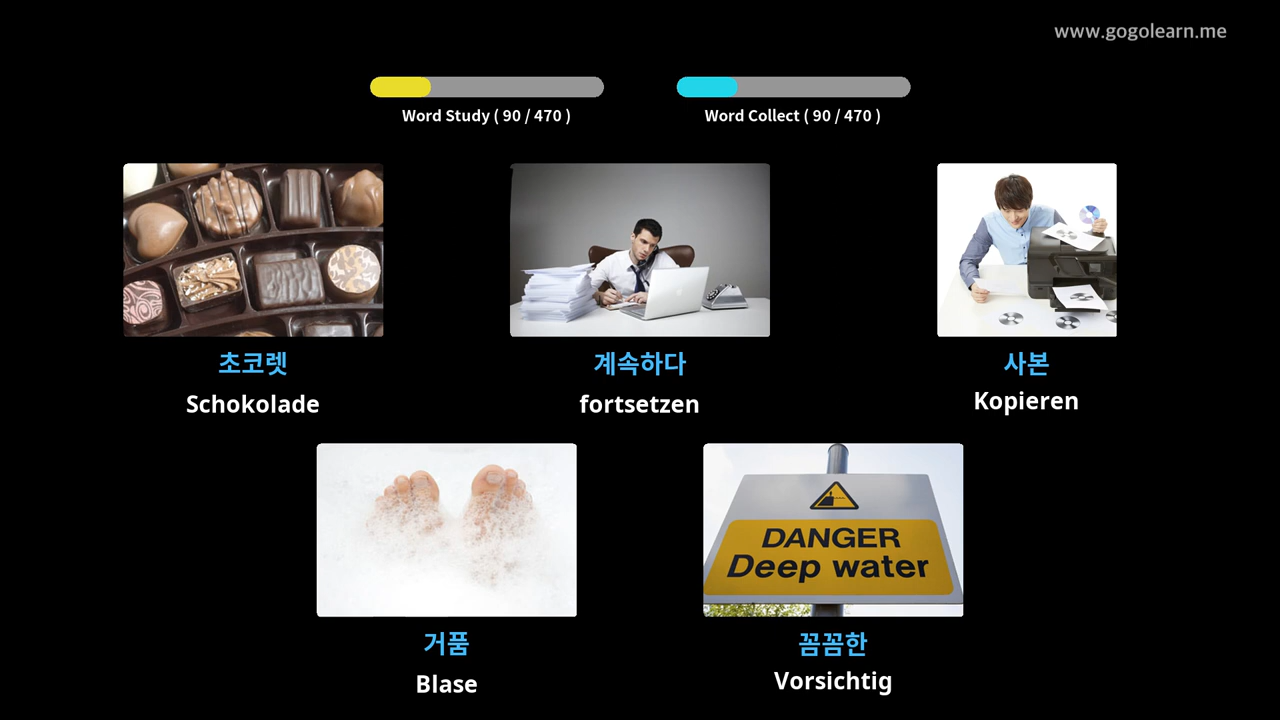 www.gogolearn.me
Word Study ( 90 / 470 )
Word Collect ( 90 / 470 )
초코렛
Schokolade
계속하다
fortsetzen
사본
Kopieren
DANGER
Deep water
거품
Blase
꼼꼼한
Vorsichtig